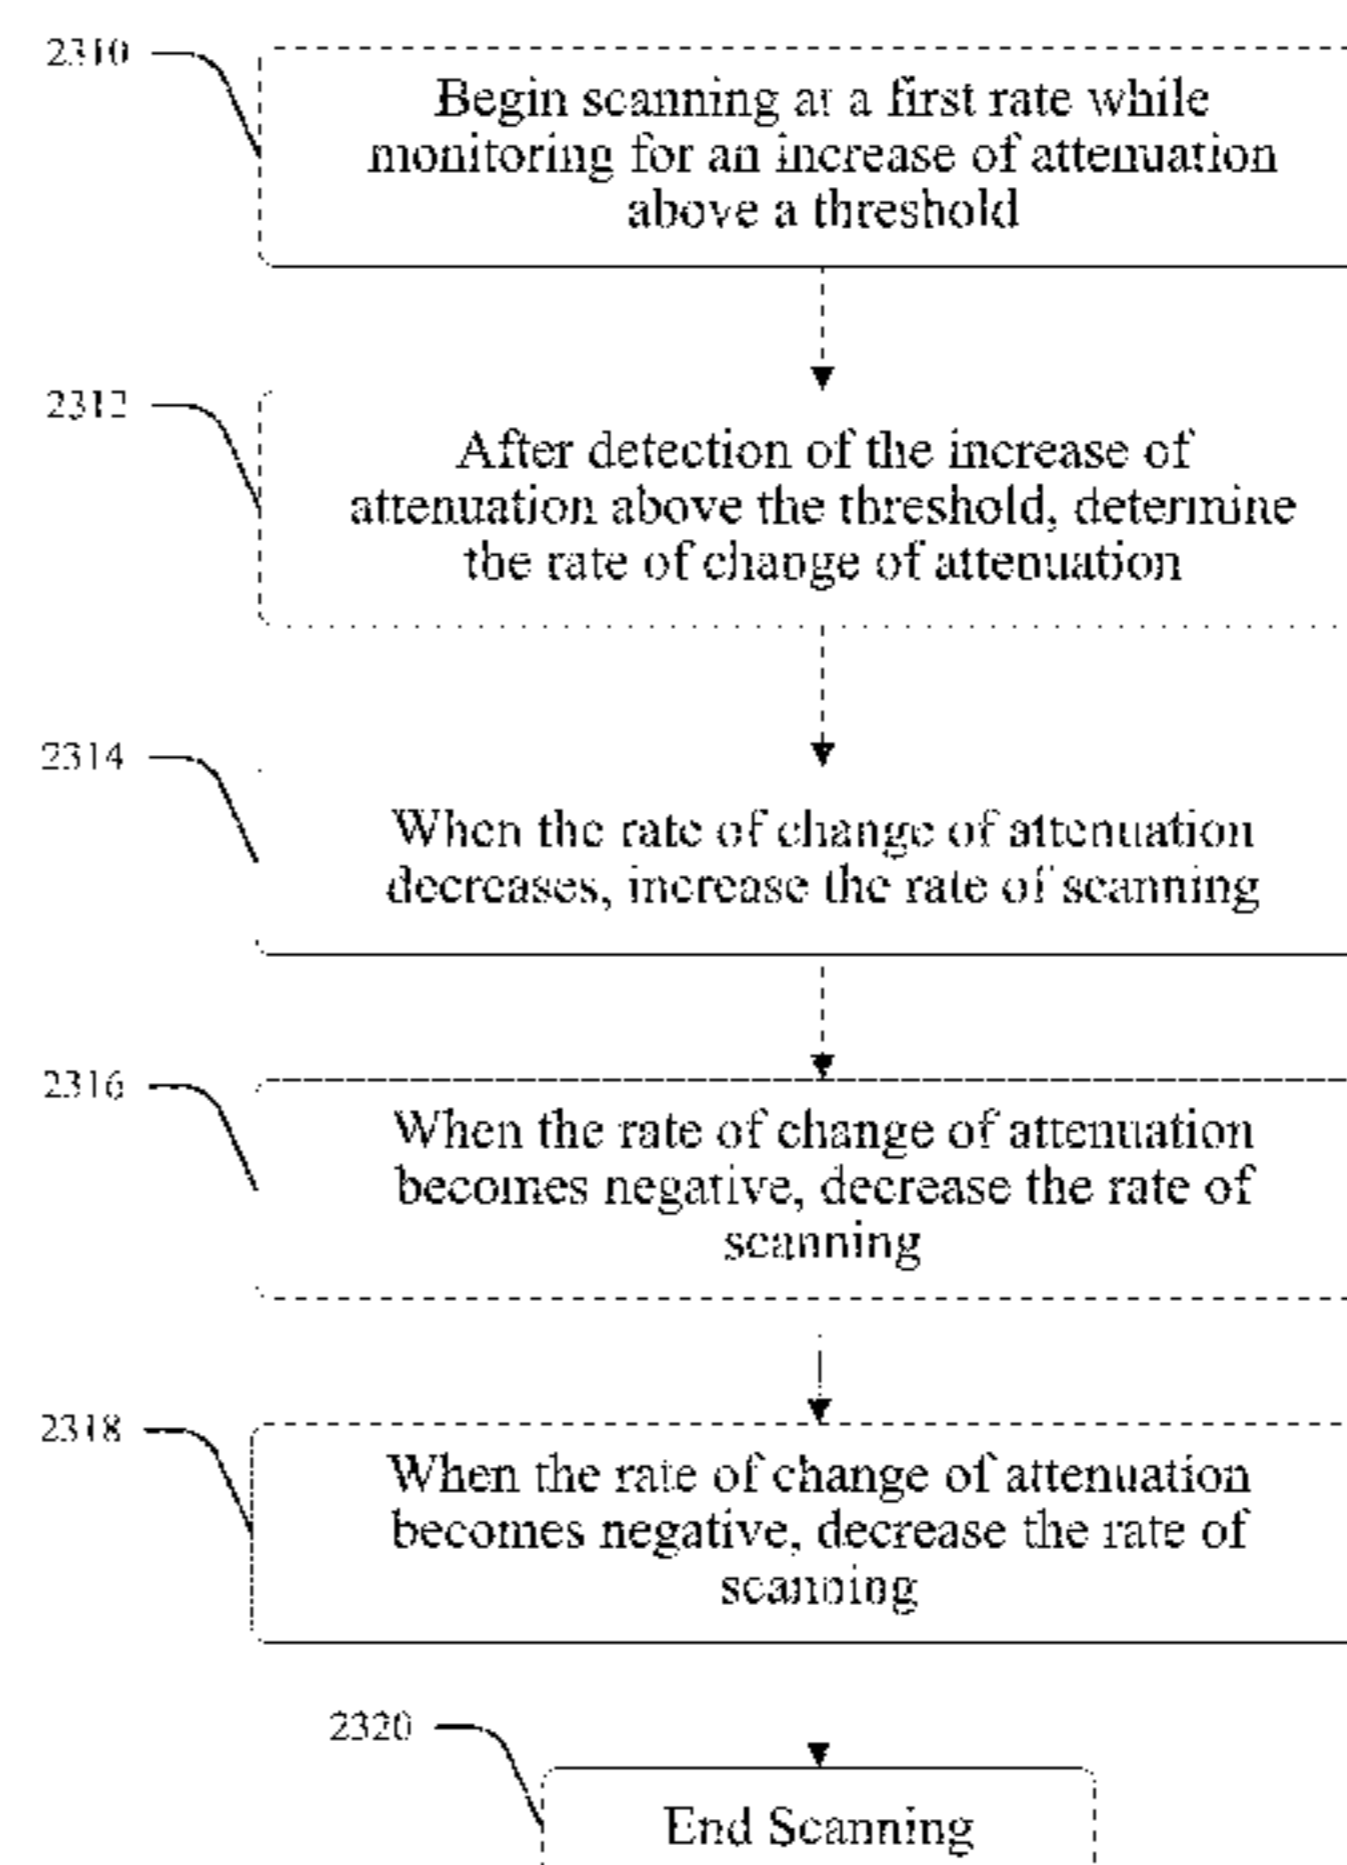 2310
Begin scanning at a first rate while
monitoring for an increase of attenuation
above a threshold
2312
After detection of the increase of
attenuation above the threshold, determine
the rate of change of attenuation
2314
When the rate of change of attenuation
decreases, increase the rate of scanning
2316
When the rate of change of attenuation
becomes negative, decrease the rate of
scanning
2318
When the rate of change of attenuation
becomes negative, decrease the rate of
scanning
2320
End Scanning